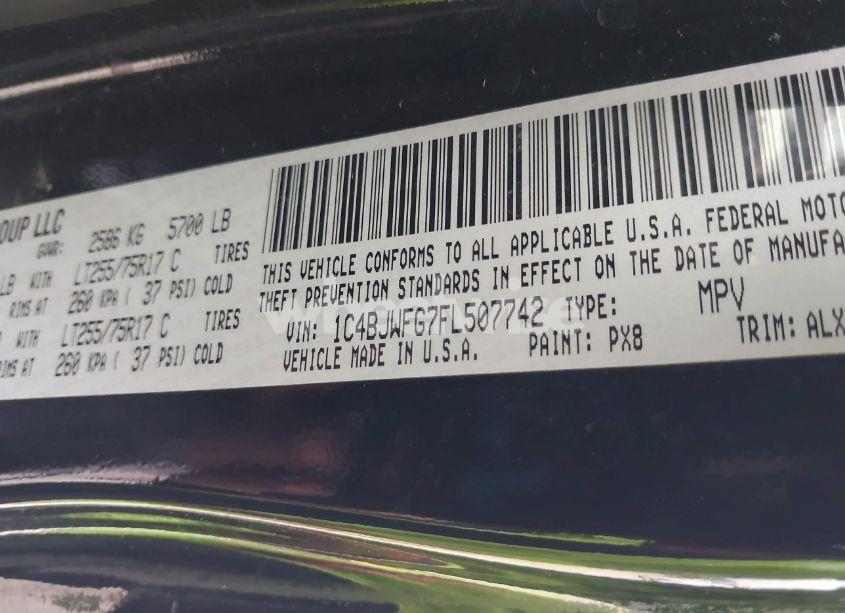 OUP LLC
GVWR: 2586 KG 5700 LB
LB WITH LT255/75R17 C TIRES
RIMS AT 260 KPA ( 37 PSI) COLD
WITH LT255/75R17 C TIRES
RIMS AT 260 KPA ( 37 PSI) COLD
THIS VEHICLE CONFORMS TO ALL APPLICABLE U.S.A. FEDERAL MOTO
THEFT PREVENTION STANDARDS IN EFFECT ON THE DATE OF MANUFA
VIN: 1C4BJWFG7FL507742 TYPE: MPV
VEHICLE MADE IN U.S.A. PAINT: PX8 TRIM: ALX